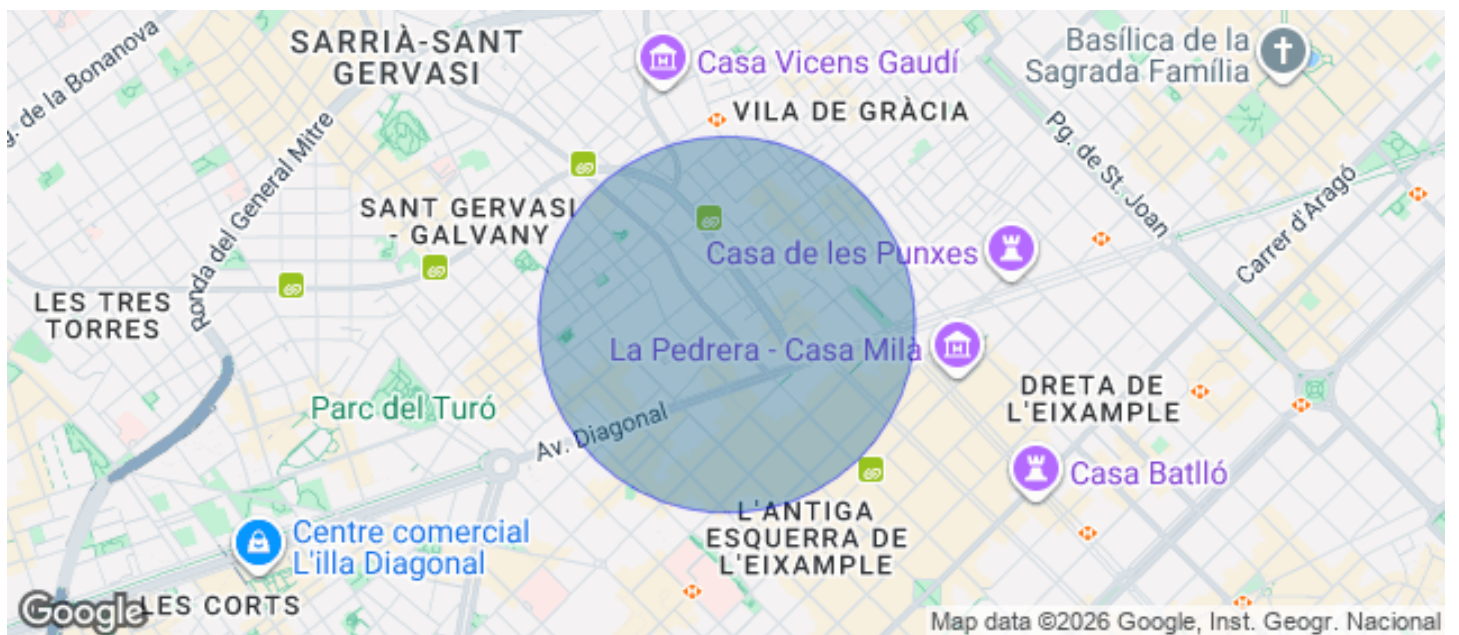 SARRIÀ-SANT
GERVASI
Casa Vicens Gaudí
Basílica de la
Sagrada Família
g. de la Bonanova
VILA DE GRÀCIA
Ronda del General Mitre
Pg. de St. Joan
Carrer d'Aragó
SANT GERVASI
- GALVANY
Casa de les Punxes
LES TRES
TORRES
La Pedrera - Casa Milà
DRETA DE
L'EIXAMPLE
Parc del Turó
Av. Diagonal
Casa Batlló
L'ANTIGA
ESQUERRA DE
L'EIXAMPLE
Centre comercial
L'illa Diagonal
Google
LES CORTS
Map data ©2026 Google, Inst. Geogr. Nacional